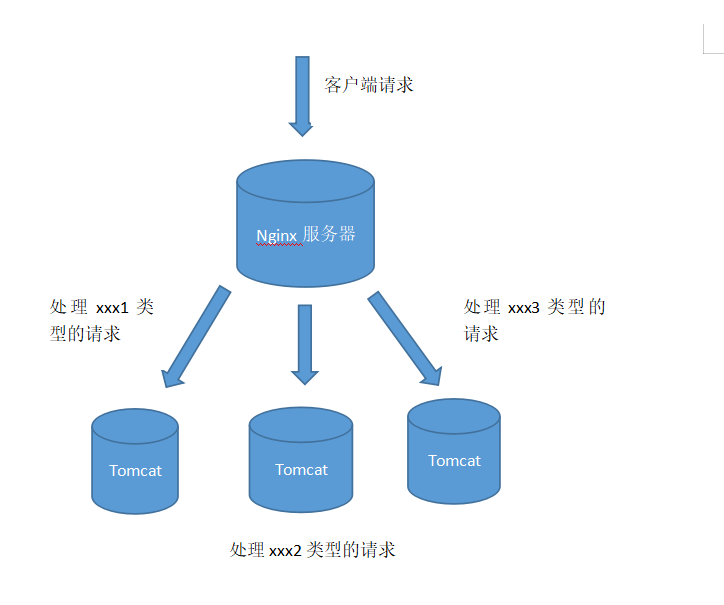 客户端请求
Nginx 服务器
处理 xxx1 类
型的请求
处理 xxx3 类型的
请求
Tomcat
Tomcat
Tomcat
处理 xxx2 类型的请求